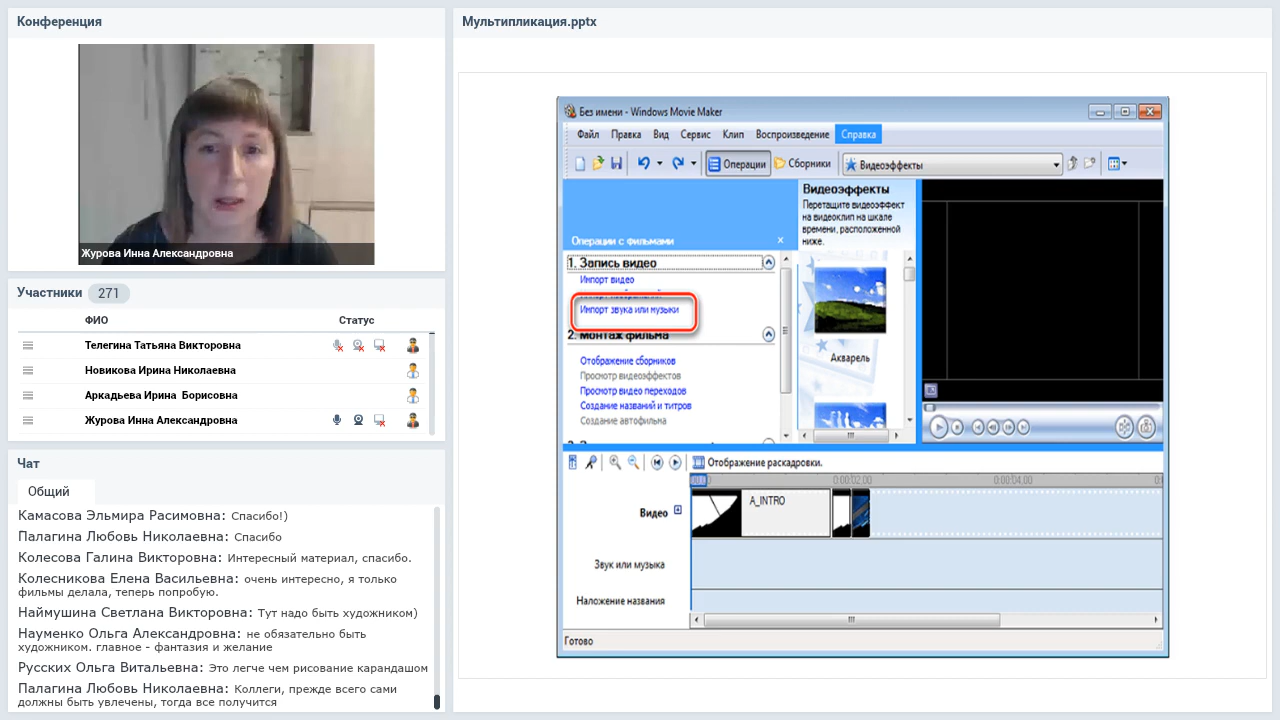 Конференция
Журова Инна Александровна
Участники 271
ФИО Статус
Телегина Татьяна Викторовна
Новикова Ирина Николаевна
Аркадьева Ирина Борисовна
Журова Инна Александровна
Чат
Общий
Камасова Эльмира Расимовна: Спасибо!)
Палагина Любовь Николаевна: Спасибо
Колесова Галина Викторовна: Интересный материал, спасибо.
Колесникова Елена Васильевна: очень интересно, я только
фильмы делала, теперь попробую.
Наймушина Светлана Викторовна: Тут надо быть художником)
Науменко Ольга Александровна: не обязательно быть
художником. главное - фантазия и желание
Русских Ольга Витальевна: Это легче чем рисование карандашом
Палагина Любовь Николаевна: Коллеги, прежде всего сами
должны быть увлечены, тогда все получится
Мультипликация.pptx
Без имени - Windows Movie Maker
Файл Правка Вид Сервис Клип Воспроизведение Справка
Операции Сборники Видеоэффекты
Операции с фильмами
1. Запись видео
Импорт видео
Импорт звука или музыки
2. Монтаж фильма
Отображение сборников
Просмотр видеоэффектов
Просмотр видео переходов
Создание названий и титров
Создание автофильма
Видеоэффекты
Перетащите видеоэффект
на видеоклип на шкале
времени, расположенной
ниже.
Акварель
Отображение раскадровки.
0:00:02,00 0:00:04,00
Видео A_INTRO
Звук или музыка
Наложение названия
Готово